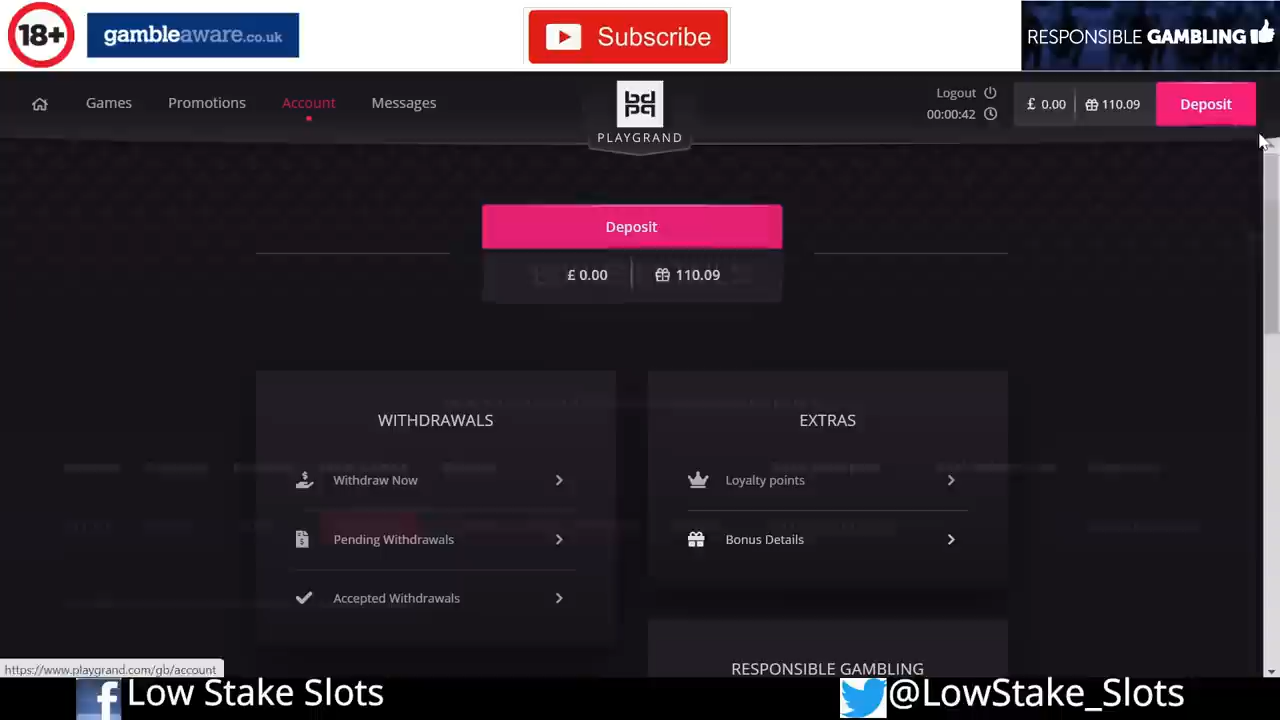 18+
gambleaware.co.uk
Subscribe
RESPONSIBLE GAMBLING
Games
Promotions
Account
Messages
PLAYGRAND
Logout
00:00:42
£ 0.00
110.09
Deposit
Deposit
£ 0.00
110.09
WITHDRAWALS
Withdraw Now
Pending Withdrawals
Accepted Withdrawals
EXTRAS
Loyalty points
Bonus Details
RESPONSIBLE GAMBLING
https://www.playgrand.com/gb/account
Low Stake Slots
@LowStake_Slots